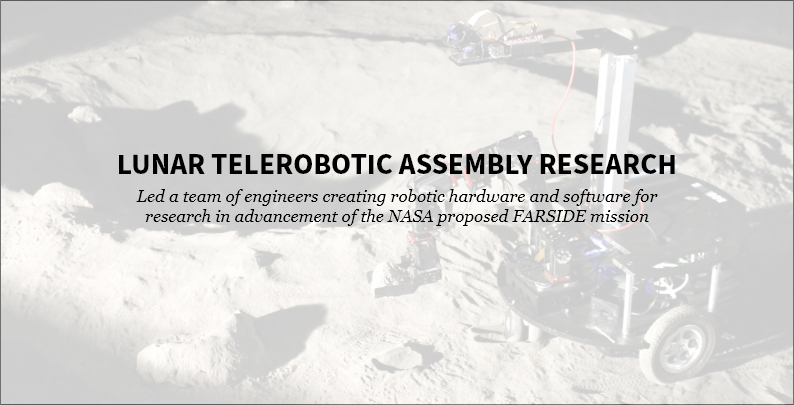 LUNAR TELEROBOTIC ASSEMBLY RESEARCH
Led a team of engineers creating robotic hardware and software for
research in advancement of the NASA proposed FARSIDE mission